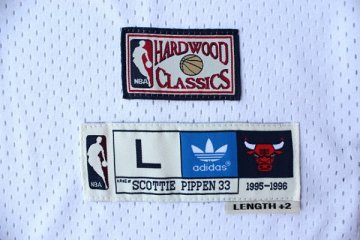 HARDWOOD
CLASSICS
NBA
L
adidas
NBA
SCOTTIE PIPPEN 33
1995-1996
LENGTH +2